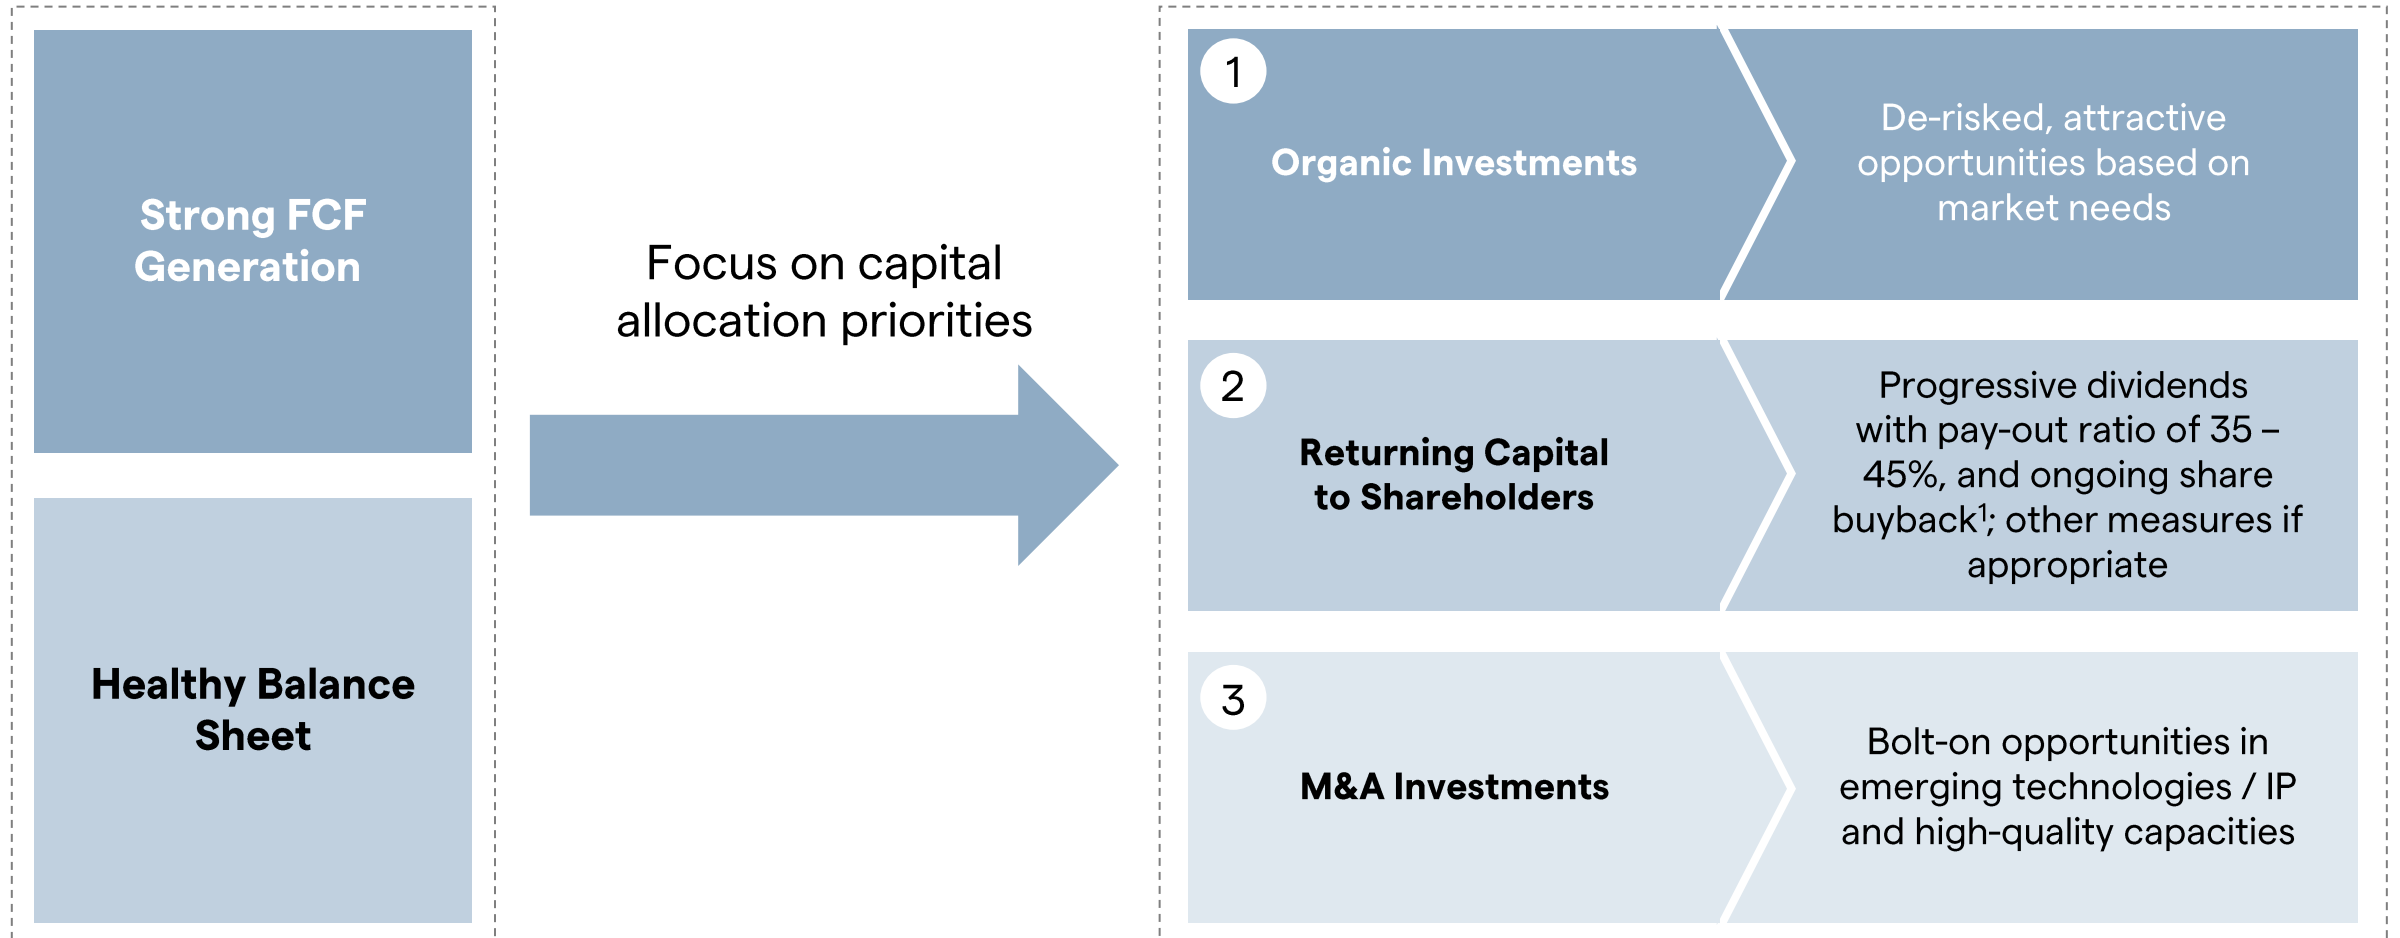 Strong FCF
Generation
Healthy Balance
Sheet
Focus on capital
allocation priorities
1
Organic Investments
De-risked, attractive
opportunities based on
market needs
2
Returning Capital
to Shareholders
Progressive dividends
with pay-out ratio of 35 –
45%, and ongoing share
buyback¹; other measures if
appropriate
3
M&A Investments
Bolt-on opportunities in
emerging technologies / IP
and high-quality capacities